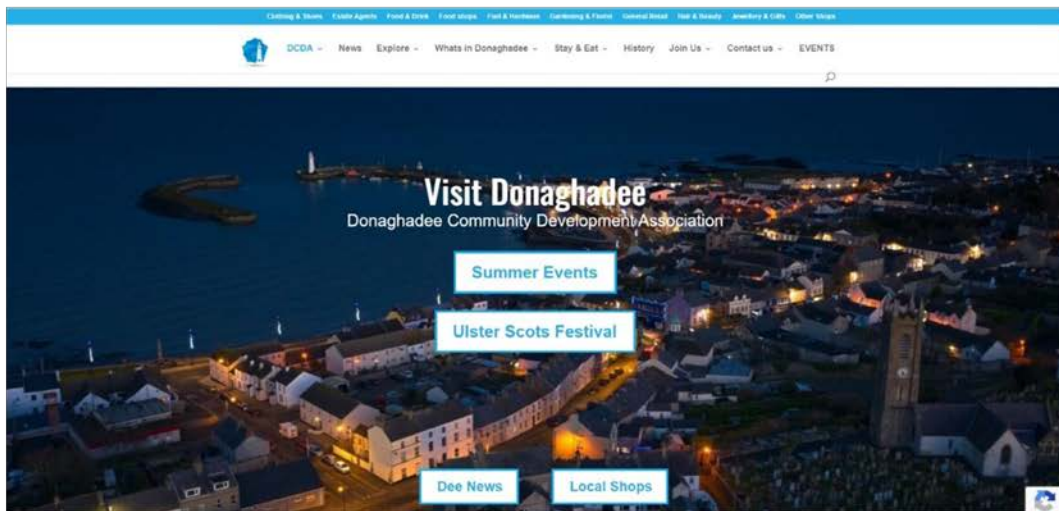 Clothing & Shoes Estate Agents Food & Drink Food shops Fuel & Hardware Gardening & Florist General Retail Hair & Beauty Jewellery & Gifts Other Shops
DCDA News Explore Whats in Donaghadee Stay & Eat History Join Us Contact us EVENTS
Visit Donaghadee
Donaghadee Community Development Association
Summer Events
Ulster Scots Festival
Dee News Local Shops